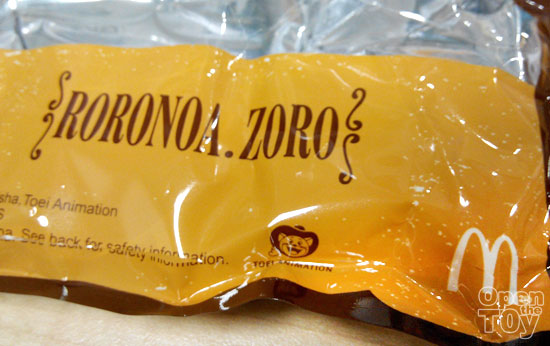 RORONOA. ZORO
sha. Toei Animation
See back for safety information.
TOEI ANIMATION
Open
the
Toy